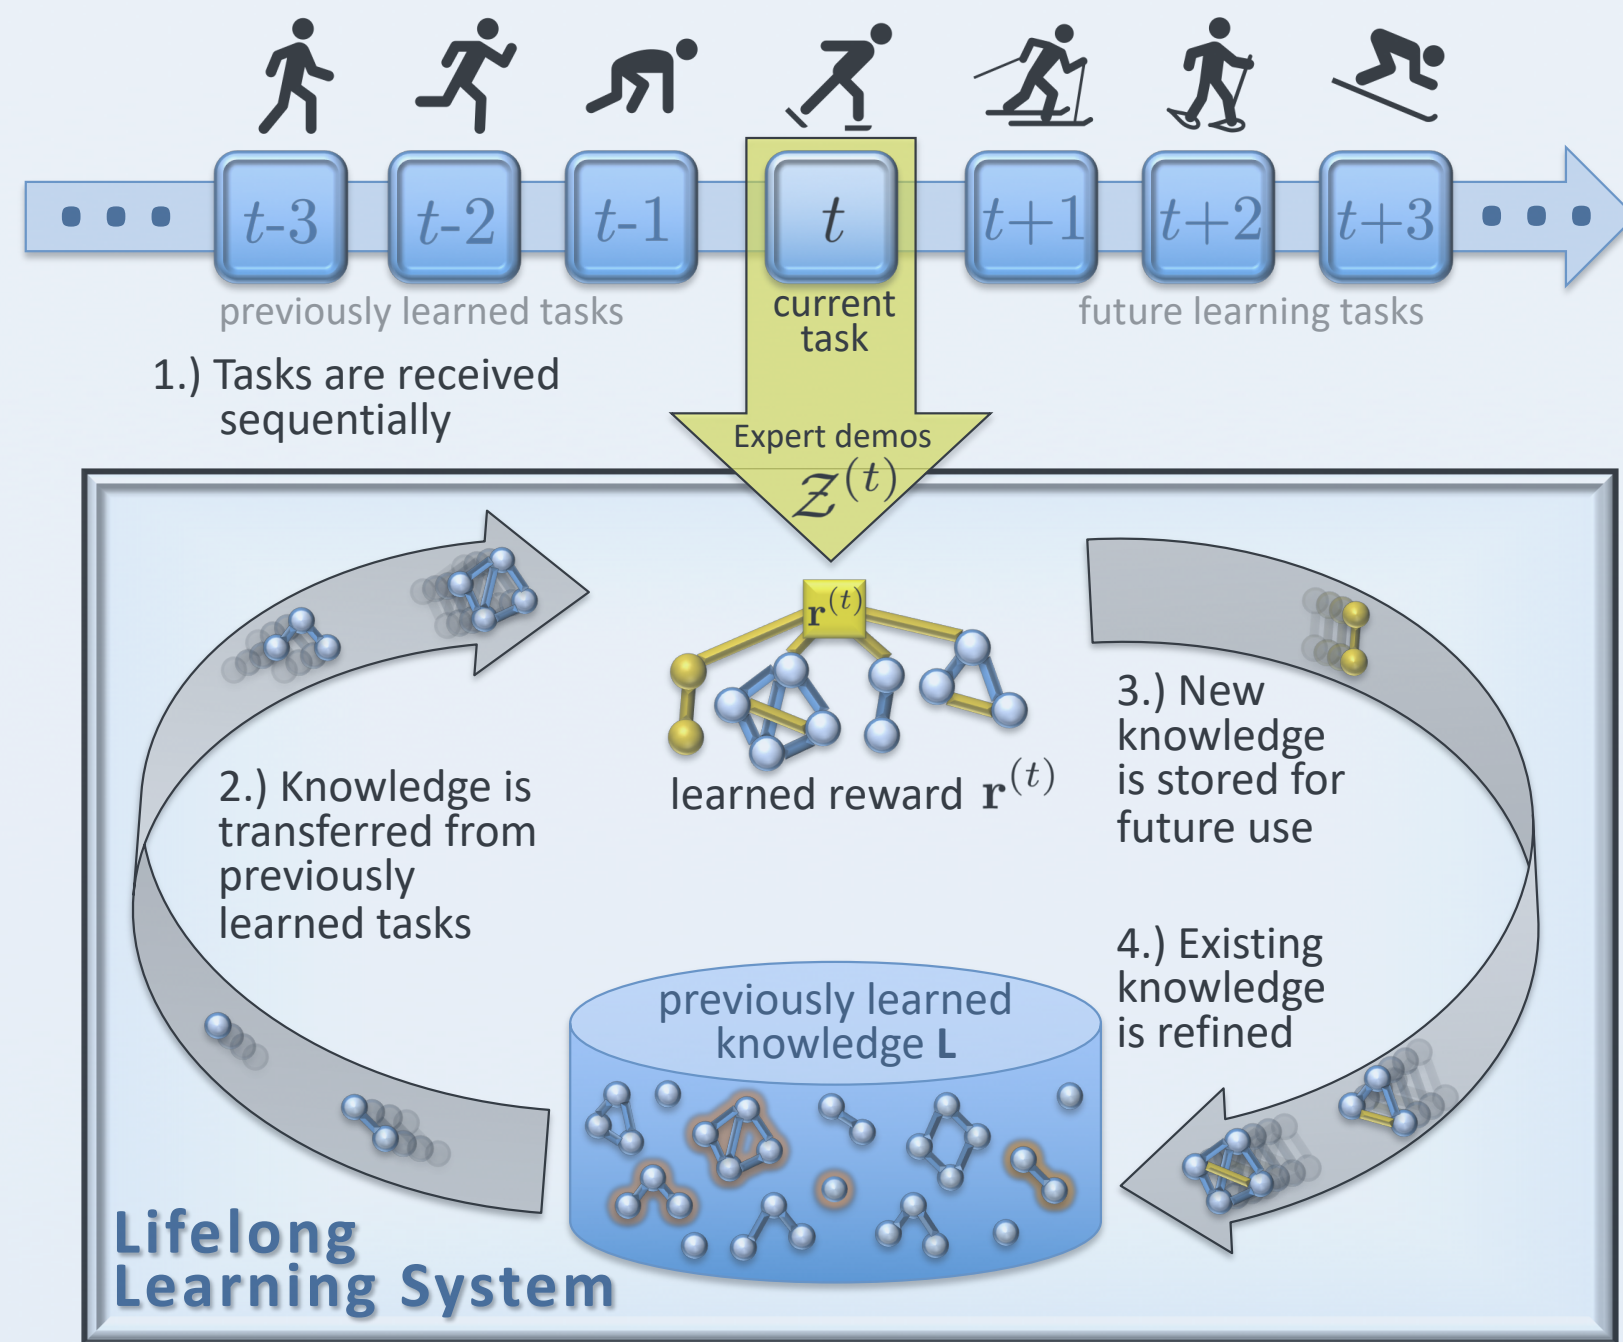 ... t-3 t-2 t-1 t t+1 t+2 t+3 ...
previously learned tasks
current
task
future learning tasks
1.) Tasks are received
sequentially
Expert demos
𝒵^(t)
r^(t)
learned reward r^(t)
2.) Knowledge is
transferred from
previously
learned tasks
3.) New
knowledge
is stored for
future use
4.) Existing
knowledge
is refined
previously learned
knowledge L
Lifelong
Learning System